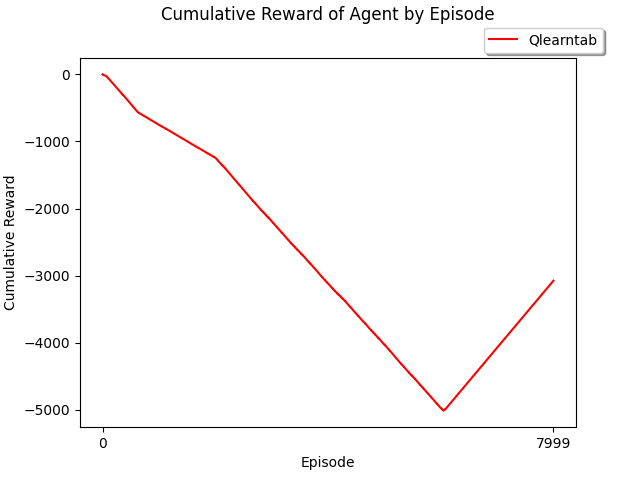 Cumulative Reward of Agent by Episode
Qlearntab
0
−1000
−2000
−3000
−4000
−5000
Cumulative Reward
0
7999
Episode